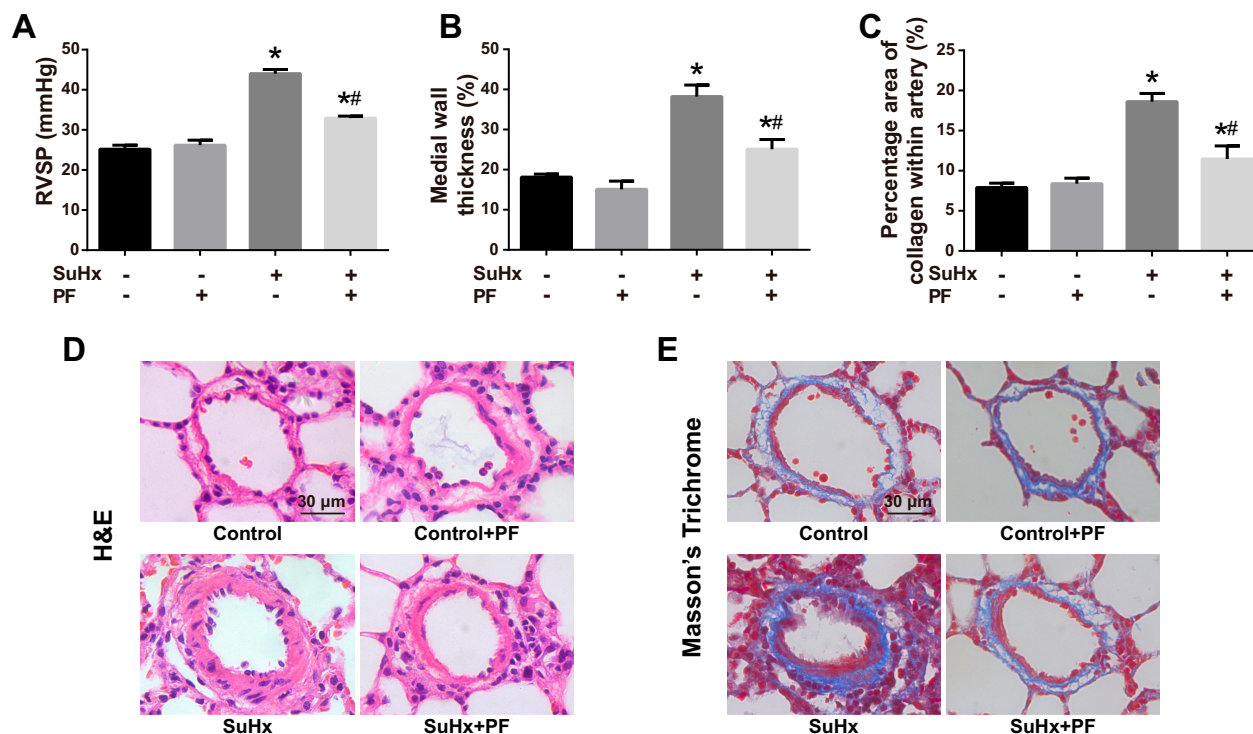 A
RVSP (mmHg)
50
40
30
20
10
0
*
*#
SuHx - - + +
PF - + - +
B
Medial wall
thickness (%)
50
40
30
20
10
0
*
*#
SuHx - - + +
PF - + - +
C
Percentage area of
collagen within artery (%)
25
20
15
10
5
0
*
*#
SuHx - - + +
PF - + - +
D
H&E
30 µm
Control
Control+PF
SuHx
SuHx+PF
E
Masson's Trichrome
30 µm
Control
Control+PF
SuHx
SuHx+PF